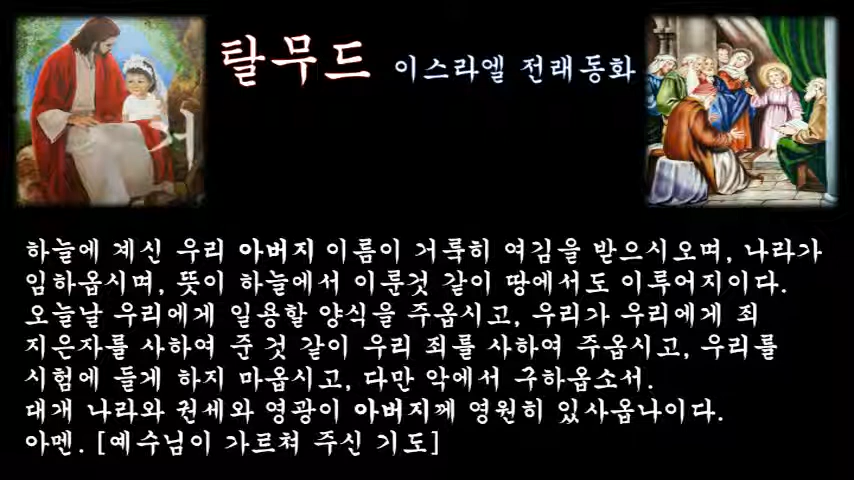 탈무드 이스라엘 전래동화
하늘에 계신 우리 아버지 이름이 거룩히 여김을 받으시오며, 나라가
임하옵시며, 뜻이 하늘에서 이룬것 같이 땅에서도 이루어지이다.
오늘날 우리에게 일용할 양식을 주옵시고, 우리가 우리에게 죄
지은자를 사하여 준 것 같이 우리 죄를 사하여 주옵시고, 우리를
시험에 들게 하지 마옵시고, 다만 악에서 구하옵소서.
대개 나라와 권세와 영광이 아버지께 영원히 있사옵나이다.
아멘. [예수님이 가르쳐 주신 기도]